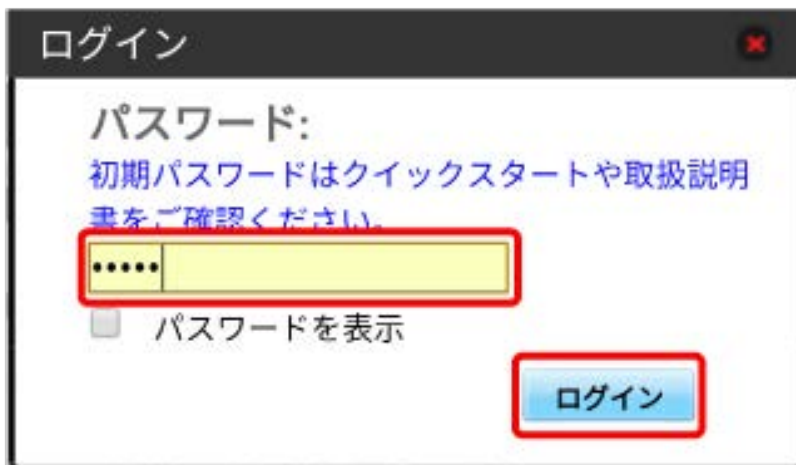 ログイン
パスワード:
初期パスワードはクイックスタートや取扱説明
書をご確認ください。
•••••
パスワードを表示
ログイン